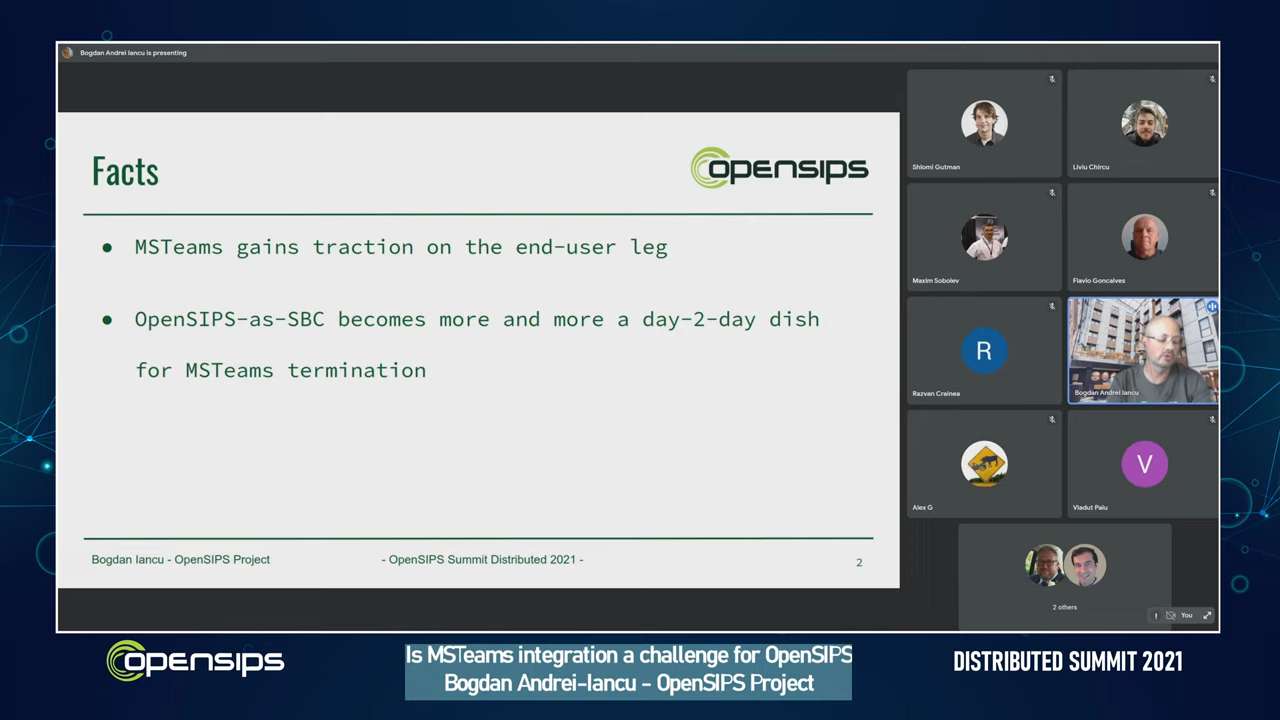 Bogdan Andrei Iancu is presenting
Facts
opensips
● MSTeams gains traction on the end-user leg
● OpenSIPS-as-SBC becomes more and more a day-2-day dish
for MSTeams termination
Bogdan Iancu - OpenSIPS Project
- OpenSIPS Summit Distributed 2021 -
2
Shlomi Gutman
Liviu Chircu
Maxim Sobolev
Flavio Goncalves
R
Razvan Crainea
Bogdan Andrei Iancu
Alex G
V
Vladut Paiu
2 others
You
opensips
Is MSTeams integration a challenge for OpenSIPS
Bogdan Andrei-Iancu - OpenSIPS Project
DISTRIBUTED SUMMIT 2021